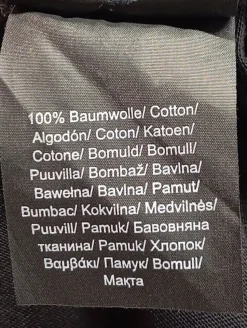 100% Baumwolle/ Cotton/
Algodón/ Coton/ Katoen/
Cotone/ Bomuld/ Bomull/
Puuvilla/ Bombaž/ Bavlna/
Bawełna/ Bavlna/ Pamut/
Bumbac/ Kokvilna/ Medvilnės/
Puuvill/ Pamuk/ Бавовняна
тканина/ Pamuk/ Хлопок/
Βαμβάκι/ Памук/ Bomull/
Мақта